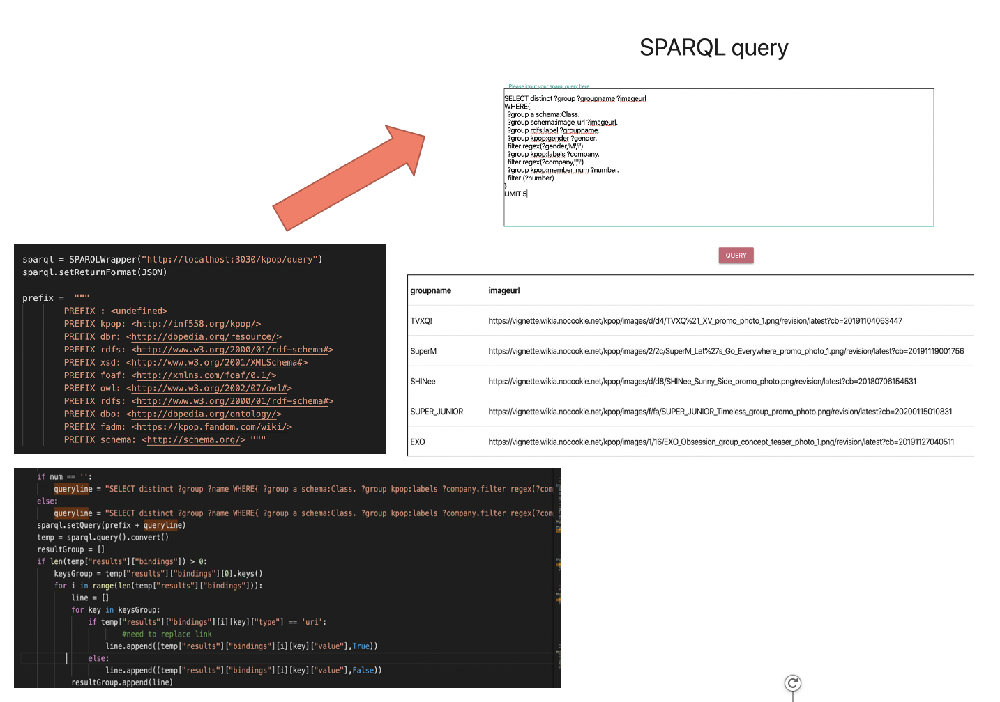 SPARQL query
Please input your sparql query here
SELECT distinct ?group ?groupname ?imageurl
WHERE{
?group a schema:Class.
?group schema:image_url ?imageurl.
?group rdfs:label ?groupname.
?group kpop:gender ?gender.
filter regex(?gender,'M','i')
?group kpop:labels ?company.
filter regex(?company,'','i')
?group kpop:member_num ?number.
filter (?number)
}
LIMIT 5
QUERY
groupname imageurl
TVXQ! https://vignette.wikia.nocookie.net/kpop/images/d/d4/TVXQ%21_XV_promo_photo_1.png/revision/latest?cb=20191104063447
SuperM https://vignette.wikia.nocookie.net/kpop/images/2/2c/SuperM_Let%27s_Go_Everywhere_promo_photo_1.png/revision/latest?cb=20191119001756
SHINee https://vignette.wikia.nocookie.net/kpop/images/d/d8/SHINee_Sunny_Side_promo_photo.png/revision/latest?cb=20180706154531
SUPER_JUNIOR https://vignette.wikia.nocookie.net/kpop/images/f/fa/SUPER_JUNIOR_Timeless_group_promo_photo.png/revision/latest?cb=20200115010831
EXO https://vignette.wikia.nocookie.net/kpop/images/1/16/EXO_Obsession_group_concept_teaser_photo_1.png/revision/latest?cb=20191127040511
sparql = SPARQLWrapper("http://localhost:3030/kpop/query")
sparql.setReturnFormat(JSON)
prefix = """
PREFIX : <undefined>
PREFIX kpop: <http://inf558.org/kpop/>
PREFIX dbr: <http://dbpedia.org/resource/>
PREFIX rdfs: <http://www.w3.org/2000/01/rdf-schema#>
PREFIX xsd: <http://www.w3.org/2001/XMLSchema#>
PREFIX foaf: <http://xmlns.com/foaf/0.1/>
PREFIX owl: <http://www.w3.org/2002/07/owl#>
PREFIX rdfs: <http://www.w3.org/2000/01/rdf-schema#>
PREFIX dbo: <http://dbpedia.org/ontology/>
PREFIX fadm: <https://kpop.fandom.com/wiki/>
PREFIX schema: <http://schema.org/> """
if num == '':
queryline = "SELECT distinct ?group ?name WHERE{ ?group a schema:Class. ?group kpop:labels ?company.filter regex(?com
else:
queryline = "SELECT distinct ?group ?name WHERE{ ?group a schema:Class. ?group kpop:labels ?company.filter regex(?com
sparql.setQuery(prefix + queryline)
temp = sparql.query().convert()
resultGroup = []
if len(temp["results"]["bindings"]) > 0:
keysGroup = temp["results"]["bindings"][0].keys()
for i in range(len(temp["results"]["bindings"])):
line = []
for key in keysGroup:
if temp["results"]["bindings"][i][key]["type"] == 'uri':
#need to replace link
line.append((temp["results"]["bindings"][i][key]["value"],True))
else:
line.append((temp["results"]["bindings"][i][key]["value"],False))
resultGroup.append(line)